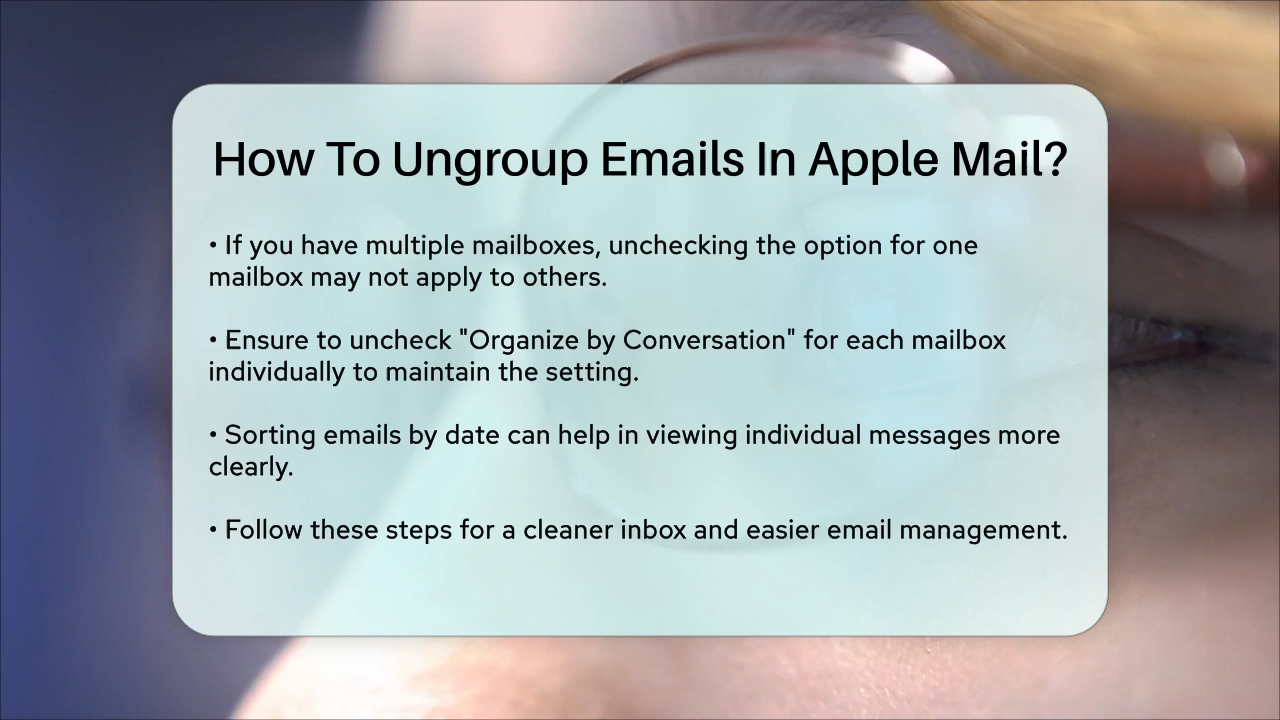 How To Ungroup Emails In Apple Mail?
• If you have multiple mailboxes, unchecking the option for one
mailbox may not apply to others.
• Ensure to uncheck "Organize by Conversation" for each mailbox
individually to maintain the setting.
• Sorting emails by date can help in viewing individual messages more
clearly.
• Follow these steps for a cleaner inbox and easier email management.